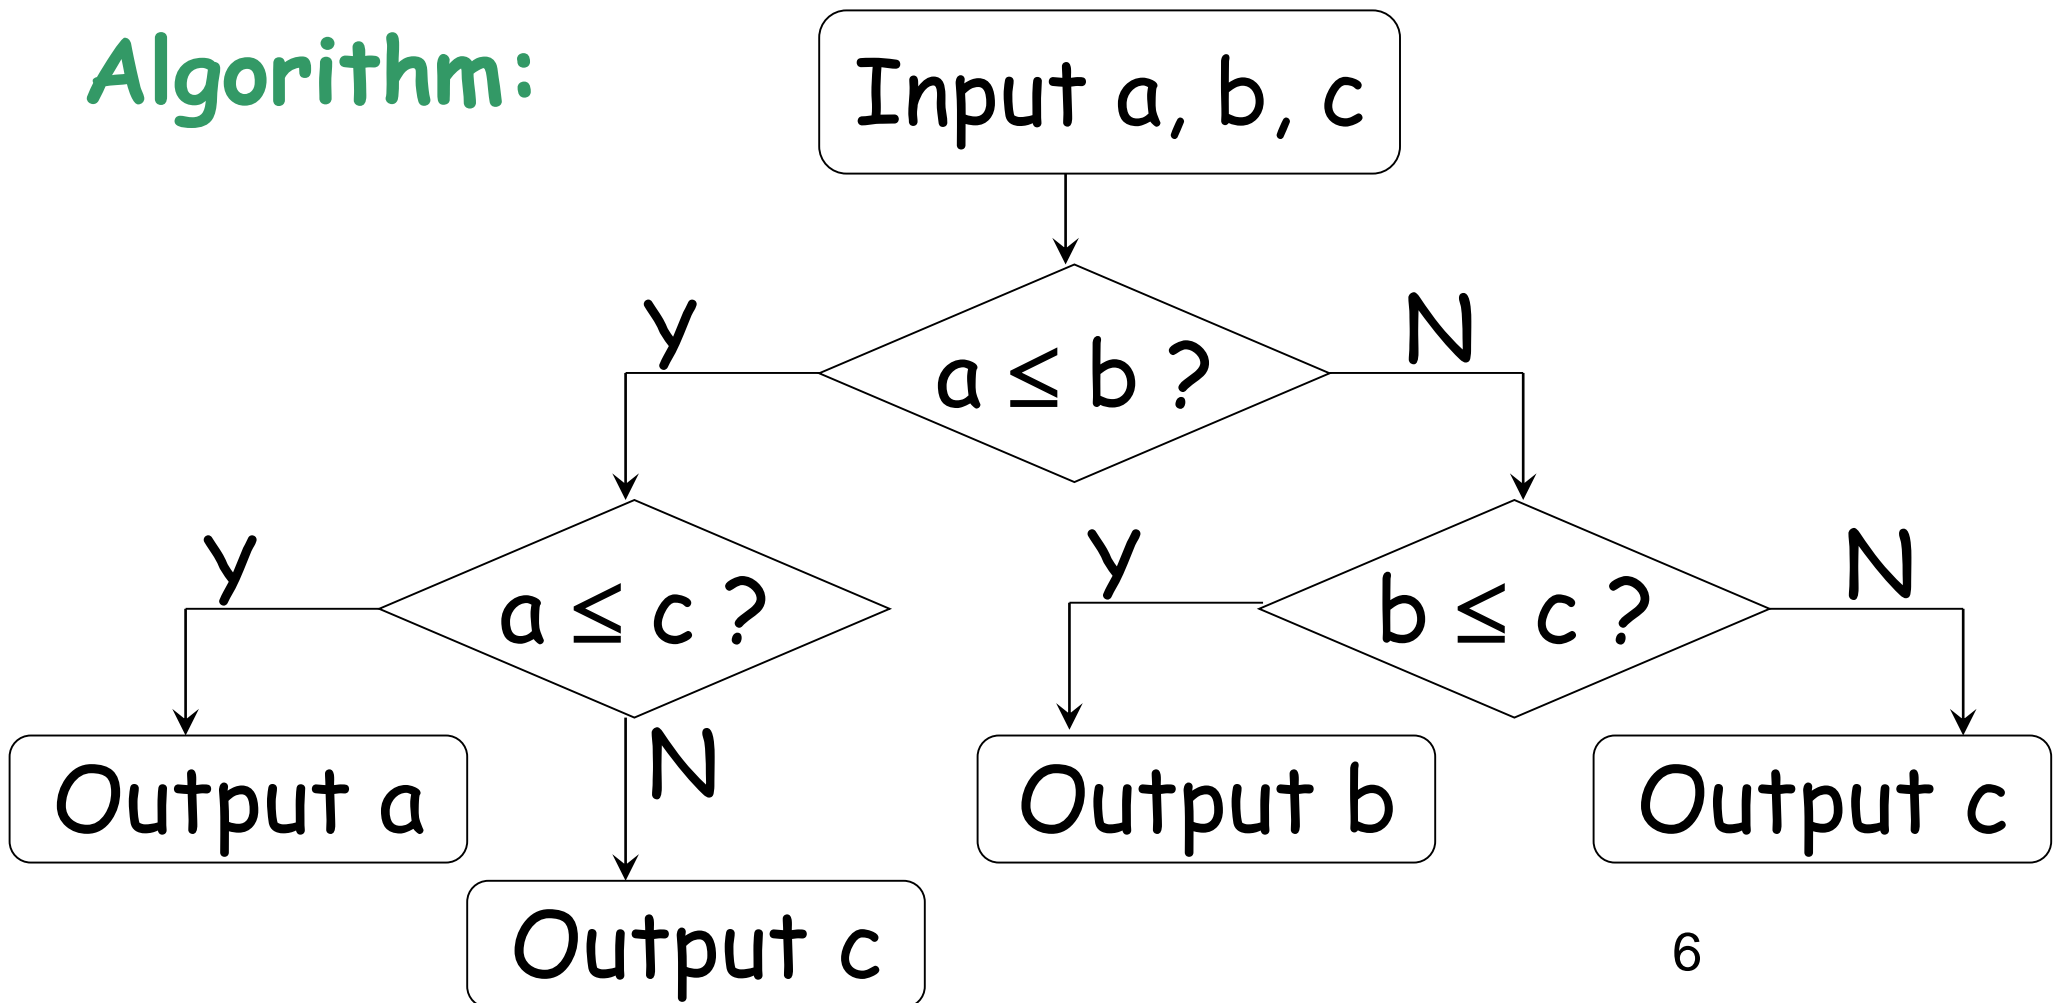 Algorithm:
Input a, b, c
a ≤ b ?
Y
N
a ≤ c ?
Y
N
b ≤ c ?
Y
N
Output a
Output c
Output b
Output c
6